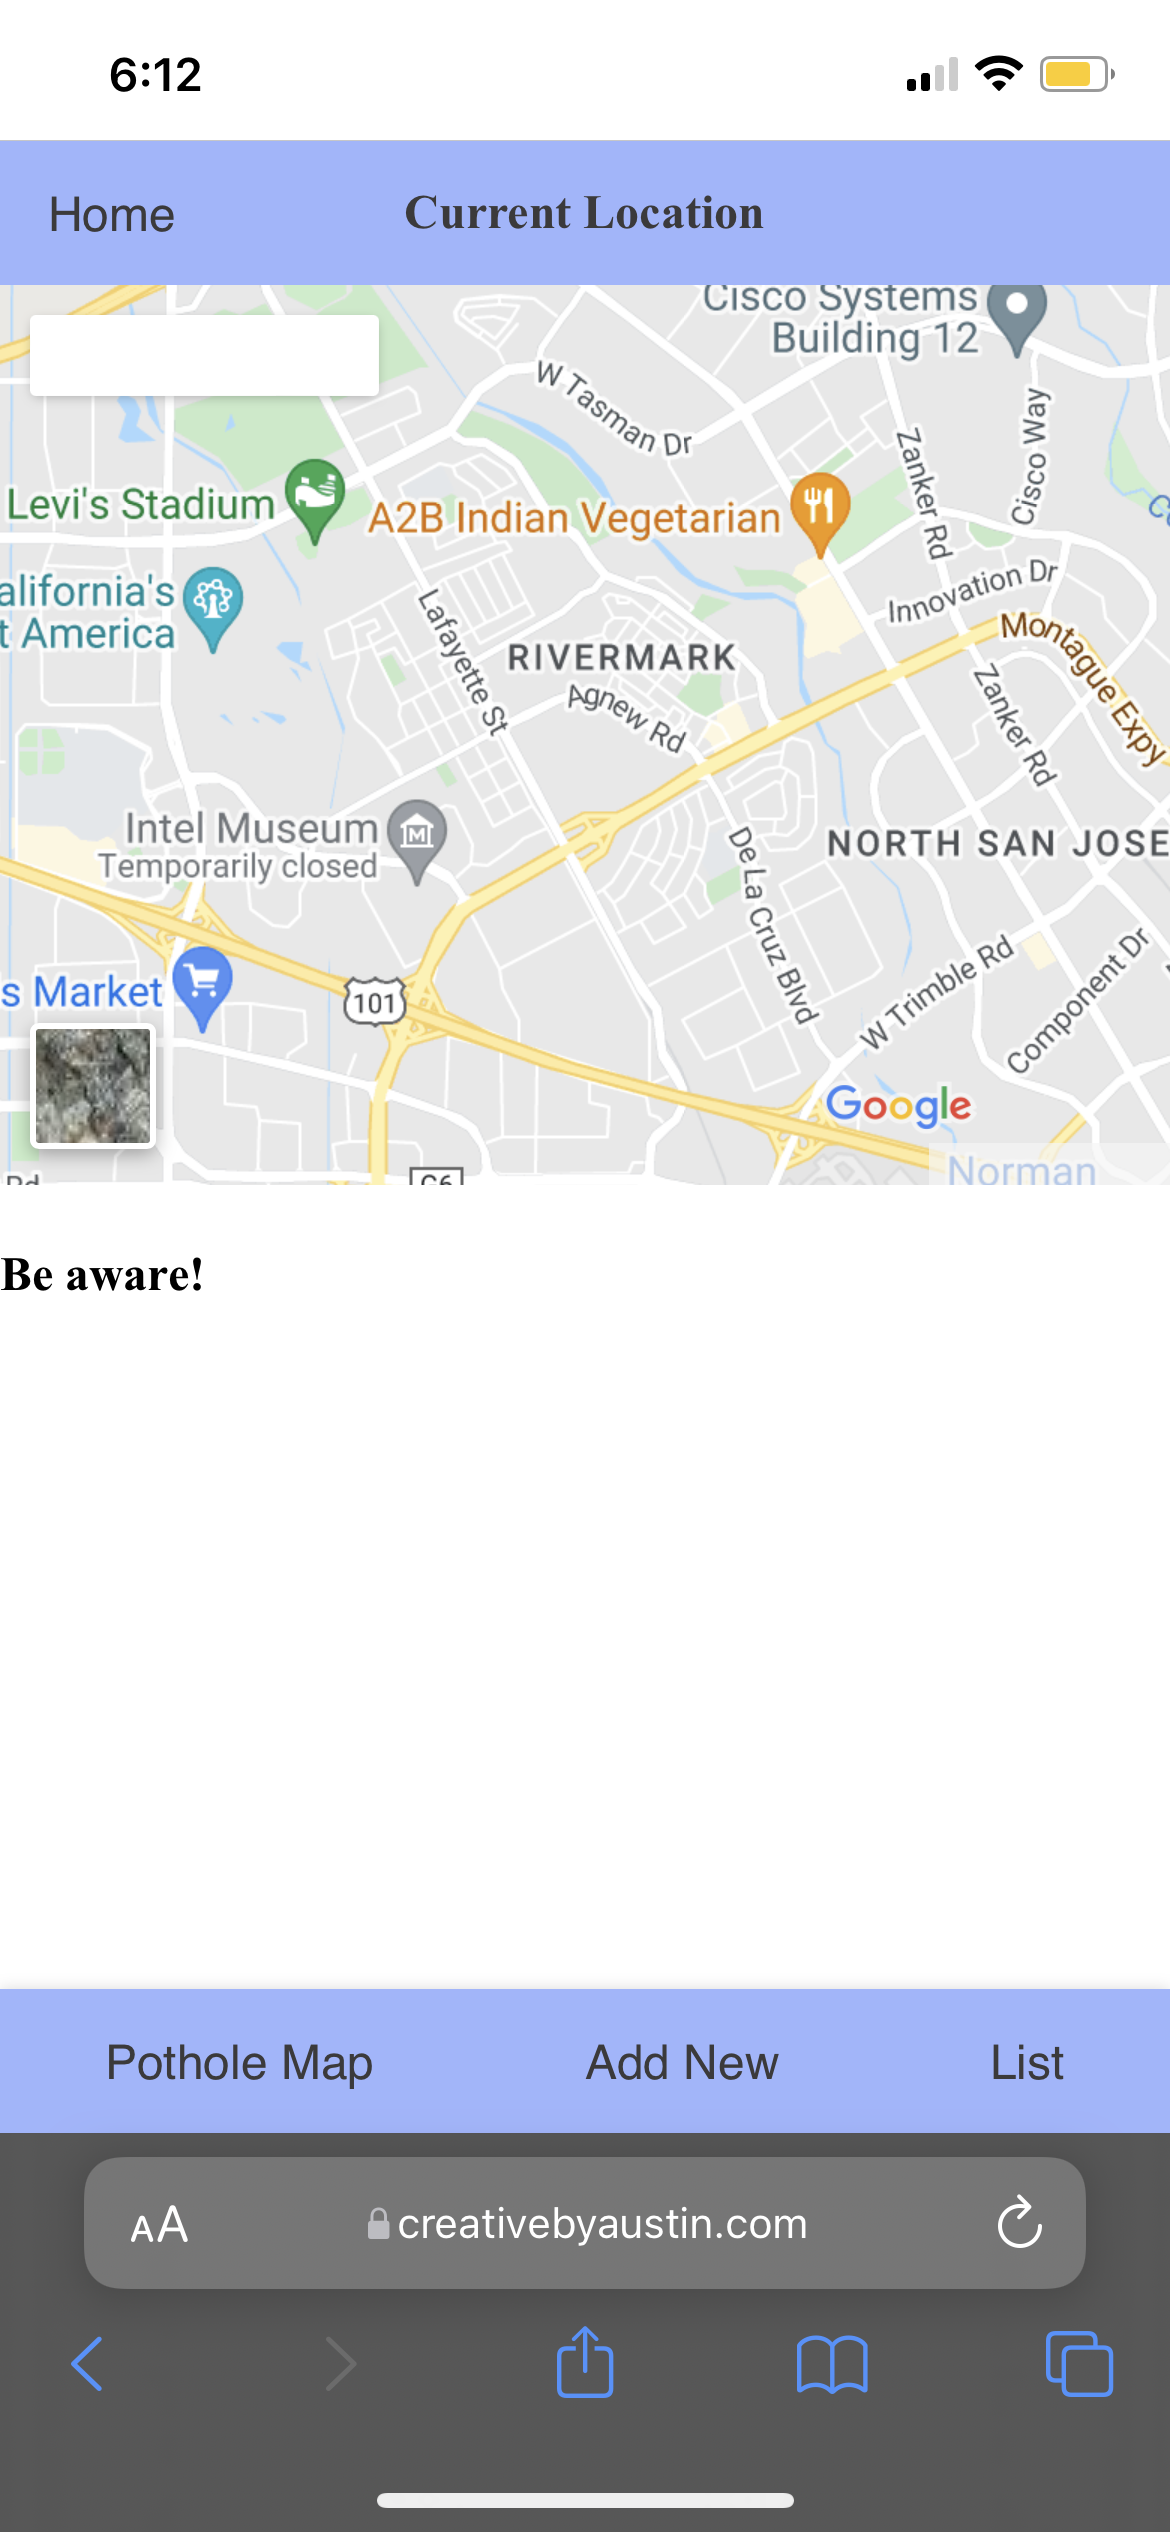 6:12
Home
Current Location
Cisco Systems
Building 12
W Tasman Dr
Zanker Rd
Cisco Way
Levi's Stadium
A2B Indian Vegetarian
alifornia's
t America
Innovation Dr
Lafayette St
RIVERMARK
Agnew Rd
Montague Expy
Zanker Rd
Intel Museum
Temporarily closed
De La Cruz Blvd
NORTH SAN JOSE
s Market
101
W Trimble Rd
Component Dr
Google
Rd
G6
Norman
Be aware!
Pothole Map
Add New
List
AA
creativebyaustin.com